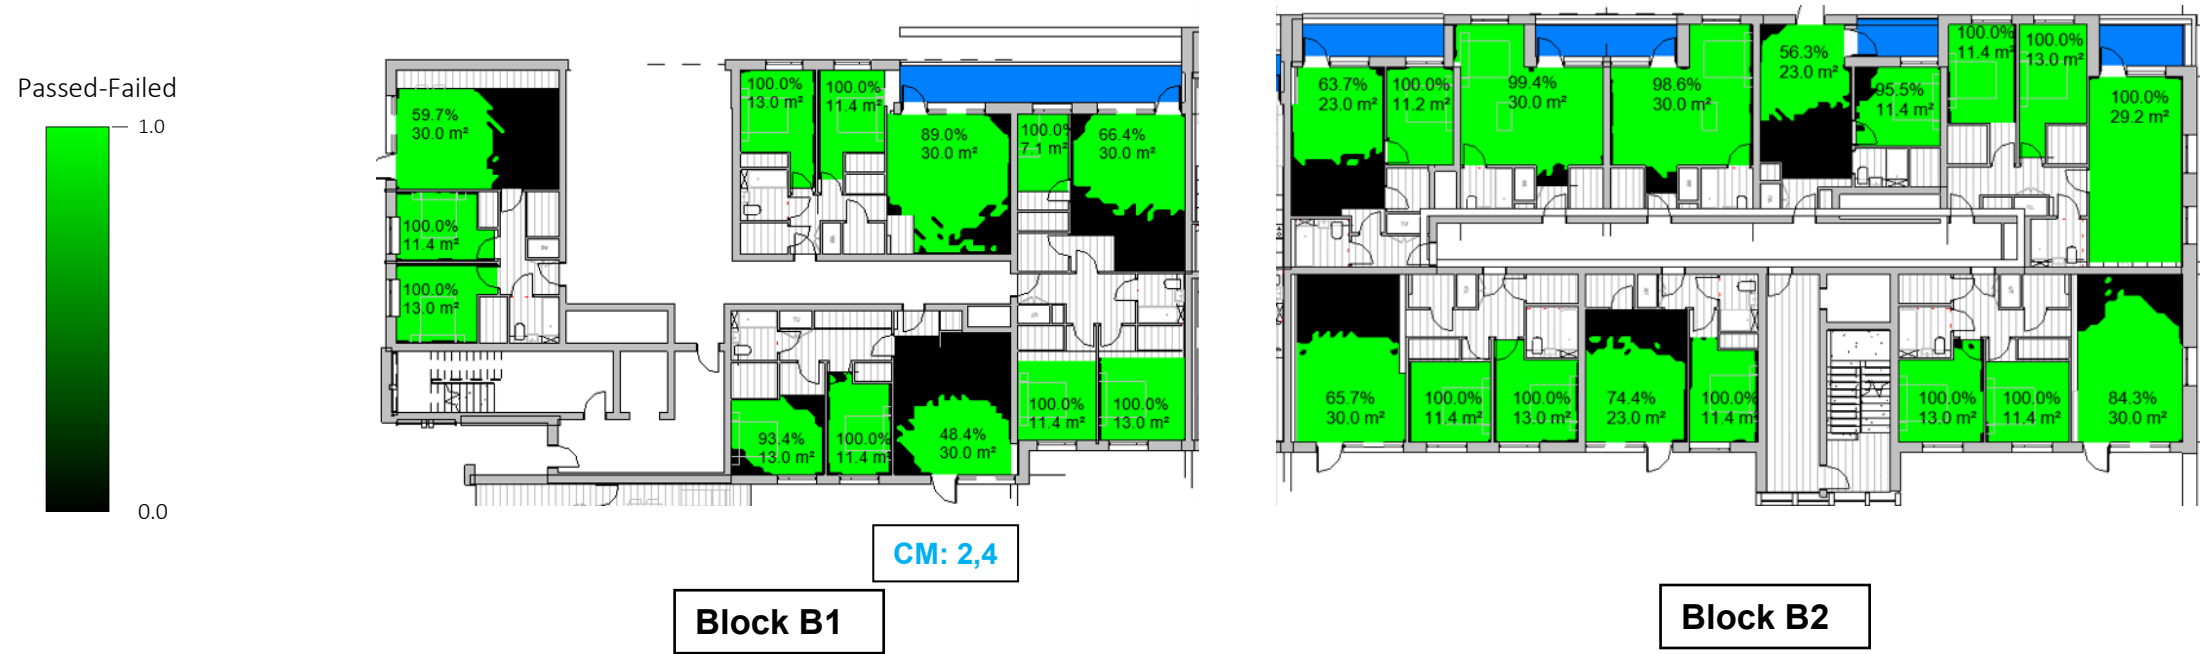 Passed-Failed
1.0
0.0
59.7%
30.0 m²
100.0%
11.4 m²
100.0%
13.0 m²
100.0%
13.0 m²
100.0%
11.4 m²
89.0%
30.0 m²
100.0%
7.1 m²
66.4%
30.0 m²
93.4%
13.0 m²
100.0%
11.4 m²
48.4%
30.0 m²
100.0%
11.4 m²
100.0%
13.0 m²
CM: 2,4
Block B1
63.7%
23.0 m²
100.0%
11.2 m²
99.4%
30.0 m²
98.6%
30.0 m²
56.3%
23.0 m²
95.5%
11.4 m²
100.0%
11.4 m²
100.0%
13.0 m²
100.0%
29.2 m²
65.7%
30.0 m²
100.0%
11.4 m²
100.0%
13.0 m²
74.4%
23.0 m²
100.0%
11.4 m²
100.0%
13.0 m²
100.0%
11.4 m²
84.3%
30.0 m²
Block B2